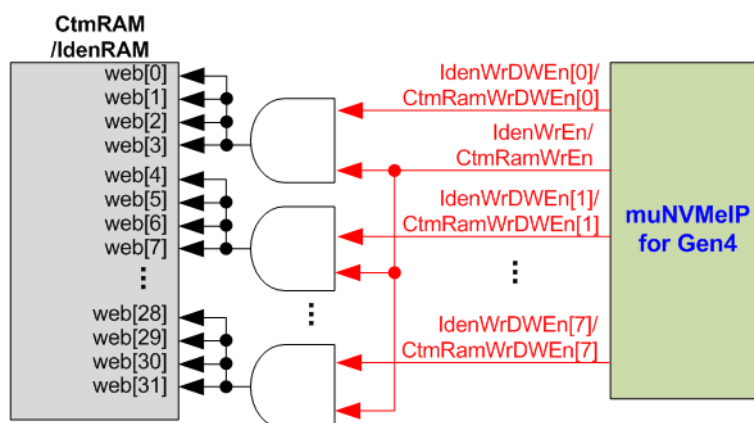 CtmRAM
/IdenRAM
web[0]
web[1]
web[2]
web[3]
web[4]
web[5]
web[6]
web[7]
...
web[28]
web[29]
web[30]
web[31]
...
IdenWrDWEn[0]/
CtmRamWrDWEn[0]
IdenWrEn/
CtmRamWrEn
IdenWrDWEn[1]/
CtmRamWrDWEn[1]
...
IdenWrDWEn[7]/
CtmRamWrDWEn[7]
muNVMeIP
for Gen4